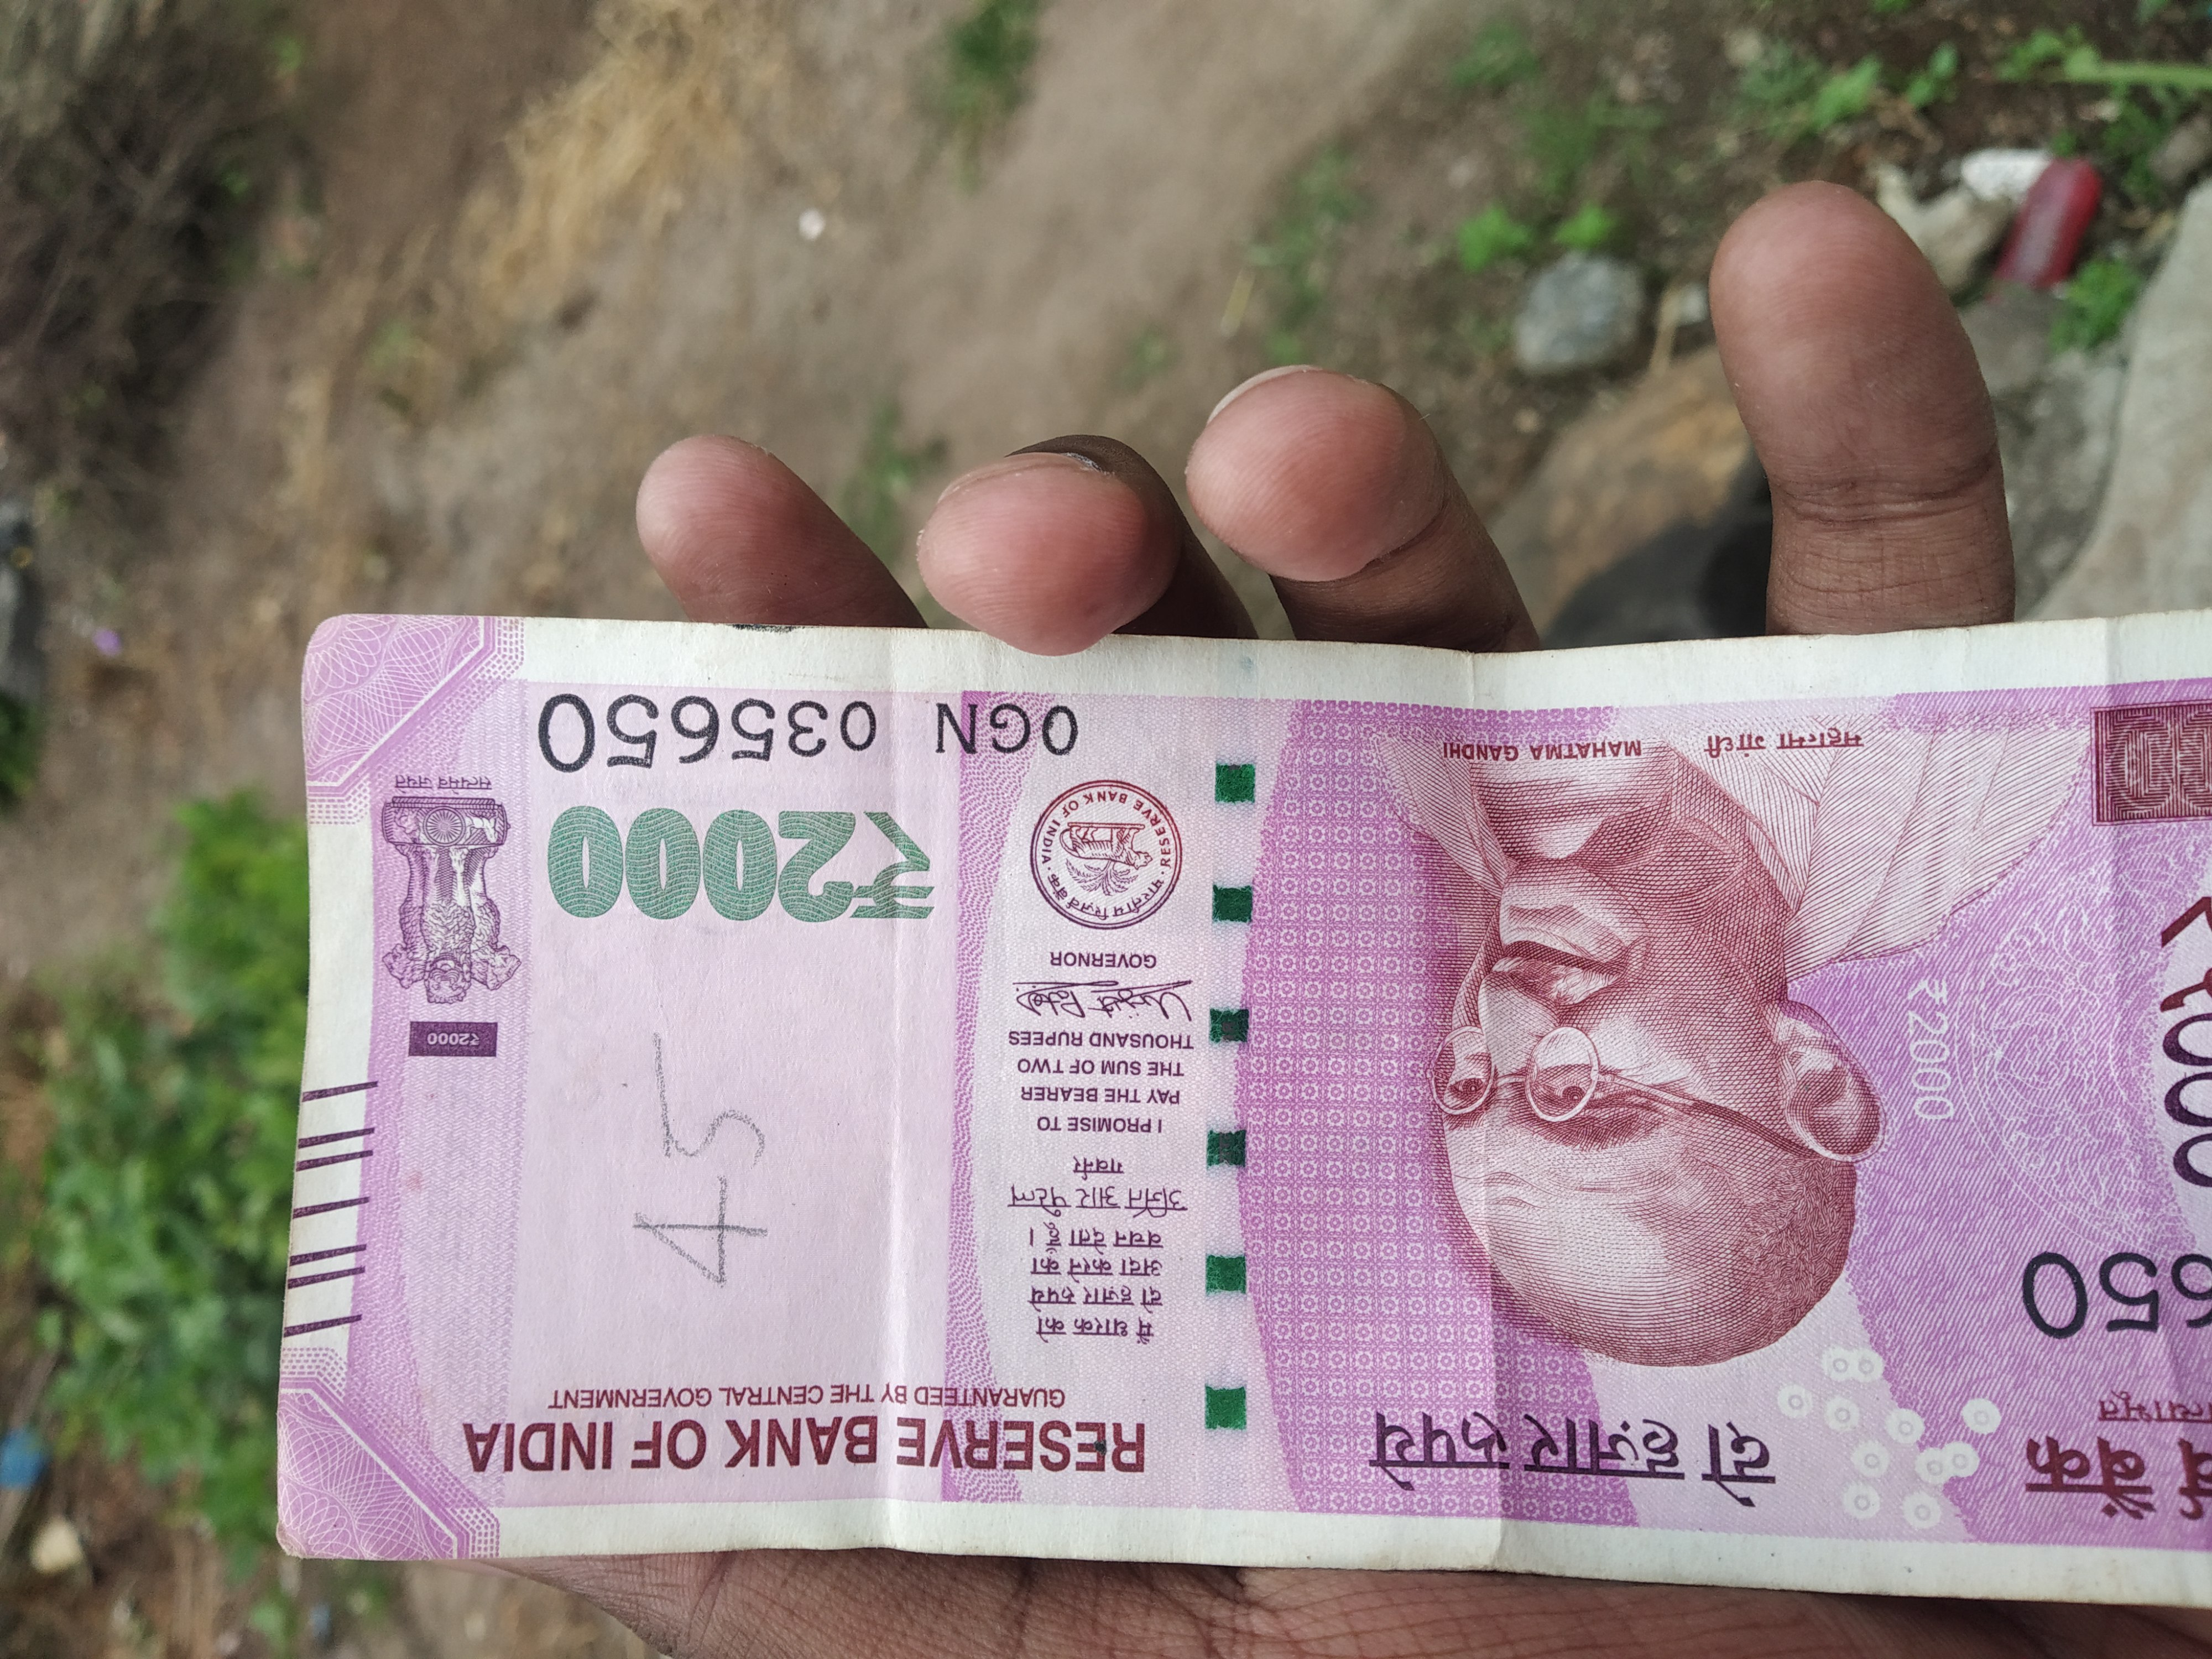 RESERVE BANK OF INDIA
GUARANTEED BY THE CENTRAL GOVERNMENT
₹2000
सत्यमेव जयते
45
₹2000
0GN 035650
मैं धारक को
दो हज़ार रुपये
अदा करने का
वचन देता हूँ।
उर्जित आर पटेल
गवर्नर
I PROMISE TO
PAY THE BEARER
THE SUM OF TWO
THOUSAND RUPEES
GOVERNOR
भारतीय रिज़र्व बैंक
RESERVE BANK OF INDIA
दो हज़ार रुपये
MAHATMA GANDHI
महात्मा गांधी
₹2000
बैंक
650